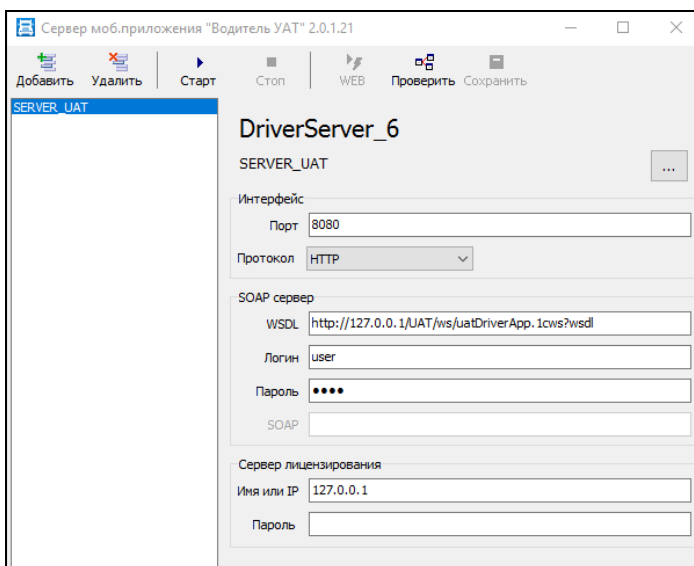 Сервер моб.приложения "Водитель УАТ" 2.0.1.21
Добавить Удалить Старт Стоп WEB Проверить Сохранить
SERVER_UAT
DriverServer_6
SERVER_UAT ...
Интерфейс
Порт 8080
Протокол HTTP
SOAP сервер
WSDL http://127.0.0.1/UAT/ws/uatDriverApp.1cws?wsdl
Логин user
Пароль ••••
SOAP
Сервер лицензирования
Имя или IP 127.0.0.1
Пароль